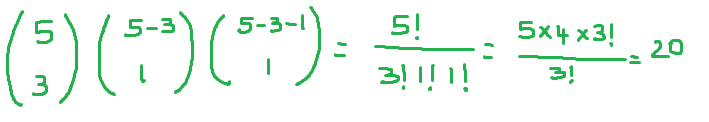 (5 3) (5-3 1) (5-3-1 1) = 5! / 3! 1! 1! = 5×4×3! / 3! = 20